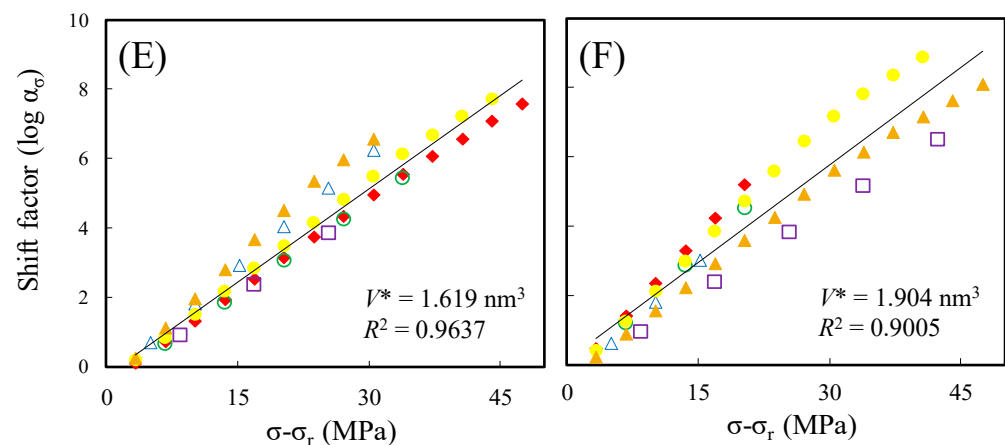 (E)
(F)
Shift factor (log ασ)
10
8
6
4
2
0
V* = 1.619 nm³
R² = 0.9637
V* = 1.904 nm³
R² = 0.9005
0 15 30 45
0 15 30 45
σ-σr (MPa)
σ-σr (MPa)